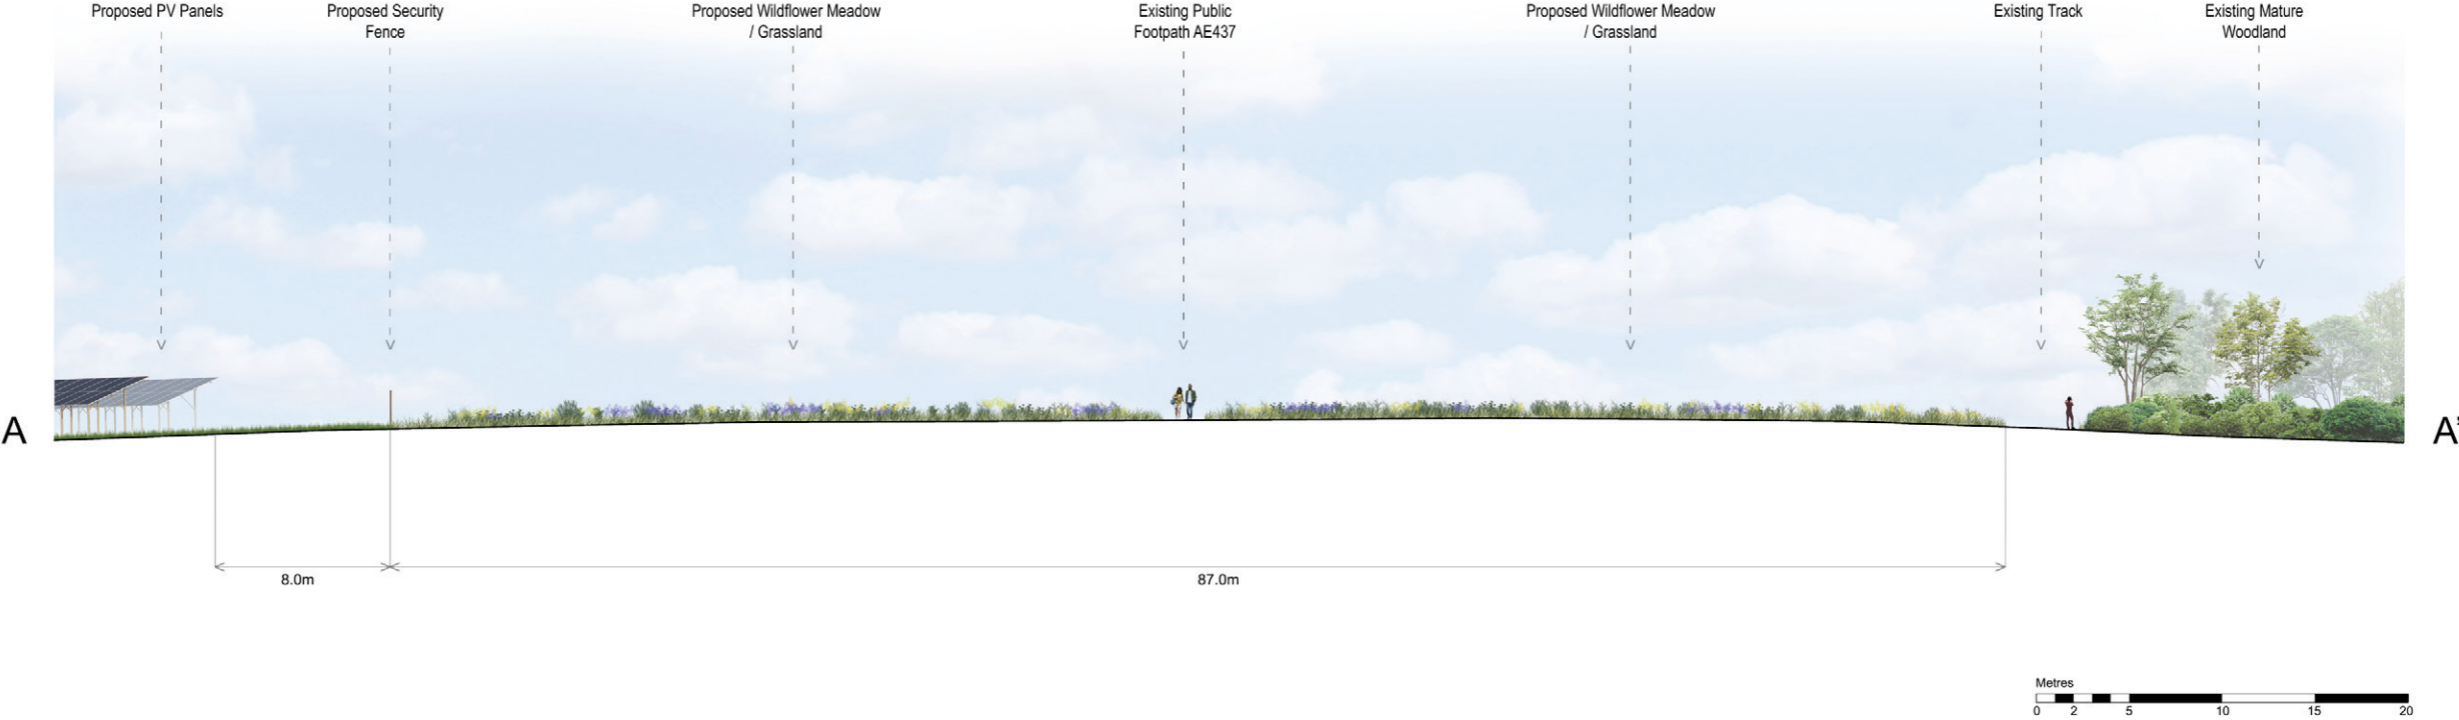 Proposed PV Panels
Proposed Security
Fence
Proposed Wildflower Meadow
/ Grassland
Existing Public
Footpath AE437
Proposed Wildflower Meadow
/ Grassland
Existing Track
Existing Mature
Woodland
A
A'
8.0m
87.0m
Metres
0 2 5 10 15 20